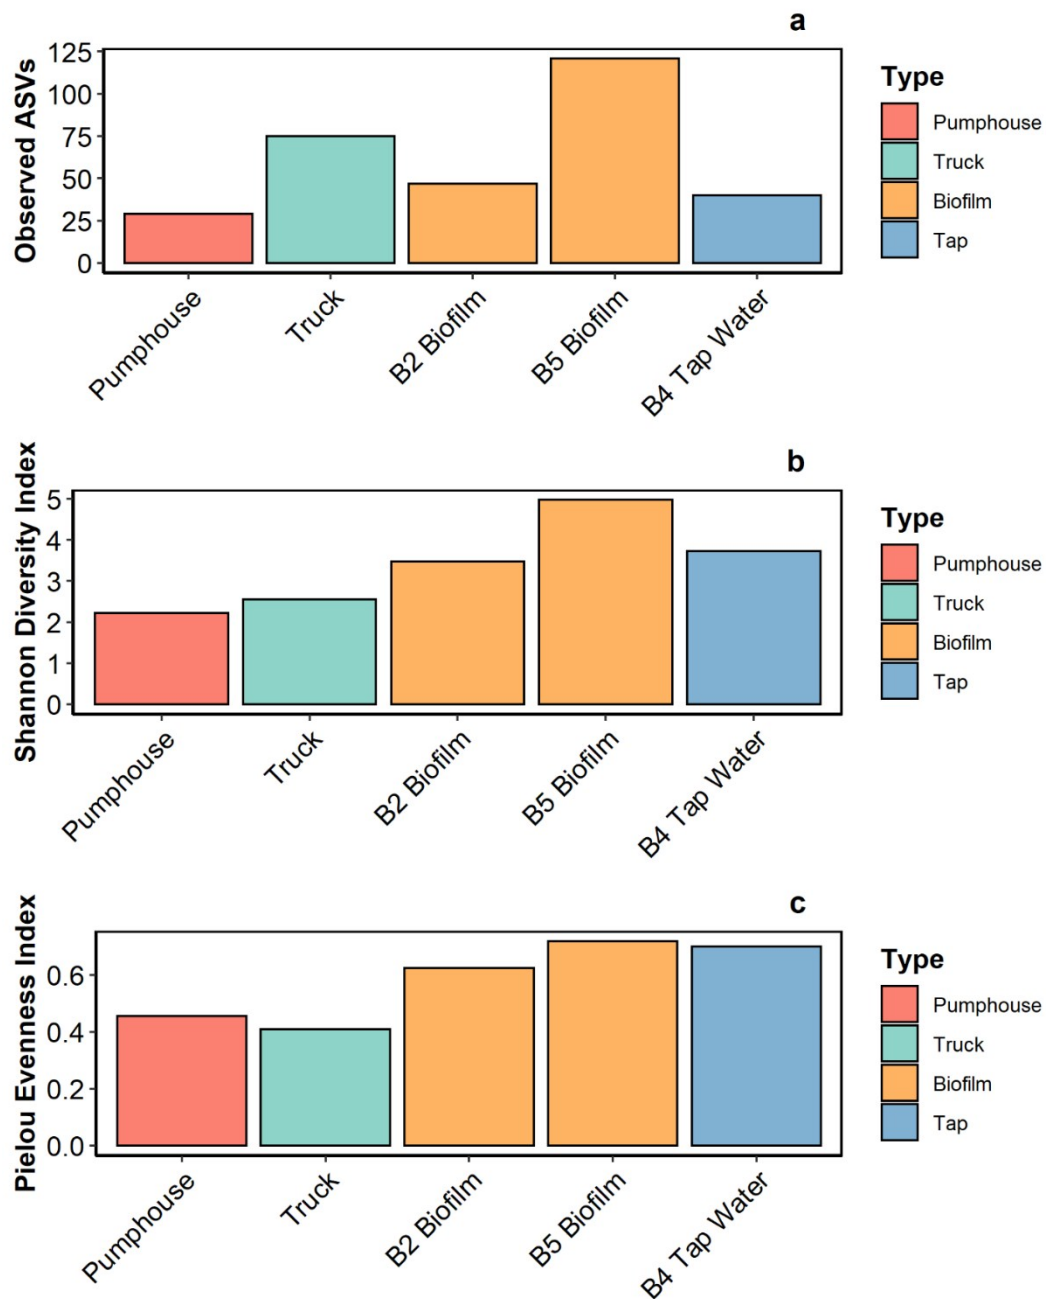 a
Observed ASVs
125
100
75
50
25
0
Pumphouse
Truck
B2 Biofilm
B5 Biofilm
B4 Tap Water
Type
Pumphouse
Truck
Biofilm
Tap
b
Shannon Diversity Index
5
4
3
2
1
0
Pumphouse
Truck
B2 Biofilm
B5 Biofilm
B4 Tap Water
Type
Pumphouse
Truck
Biofilm
Tap
c
Pielou Evenness Index
0.6
0.4
0.2
0.0
Pumphouse
Truck
B2 Biofilm
B5 Biofilm
B4 Tap Water
Type
Pumphouse
Truck
Biofilm
Tap